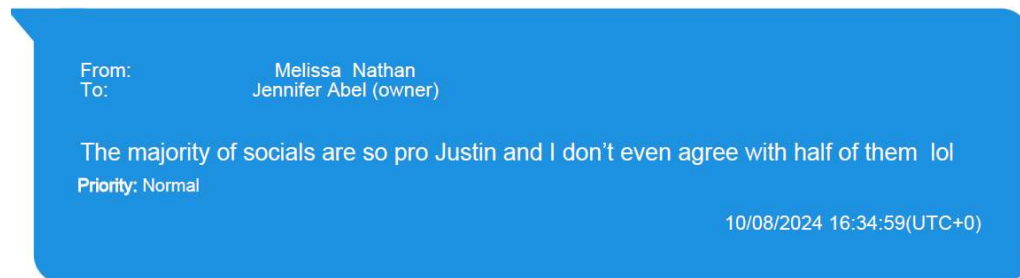 From: Melissa Nathan
To: Jennifer Abel (owner)
The majority of socials are so pro Justin and I don’t even agree with half of them lol
Priority: Normal
10/08/2024 16:34:59(UTC+0)